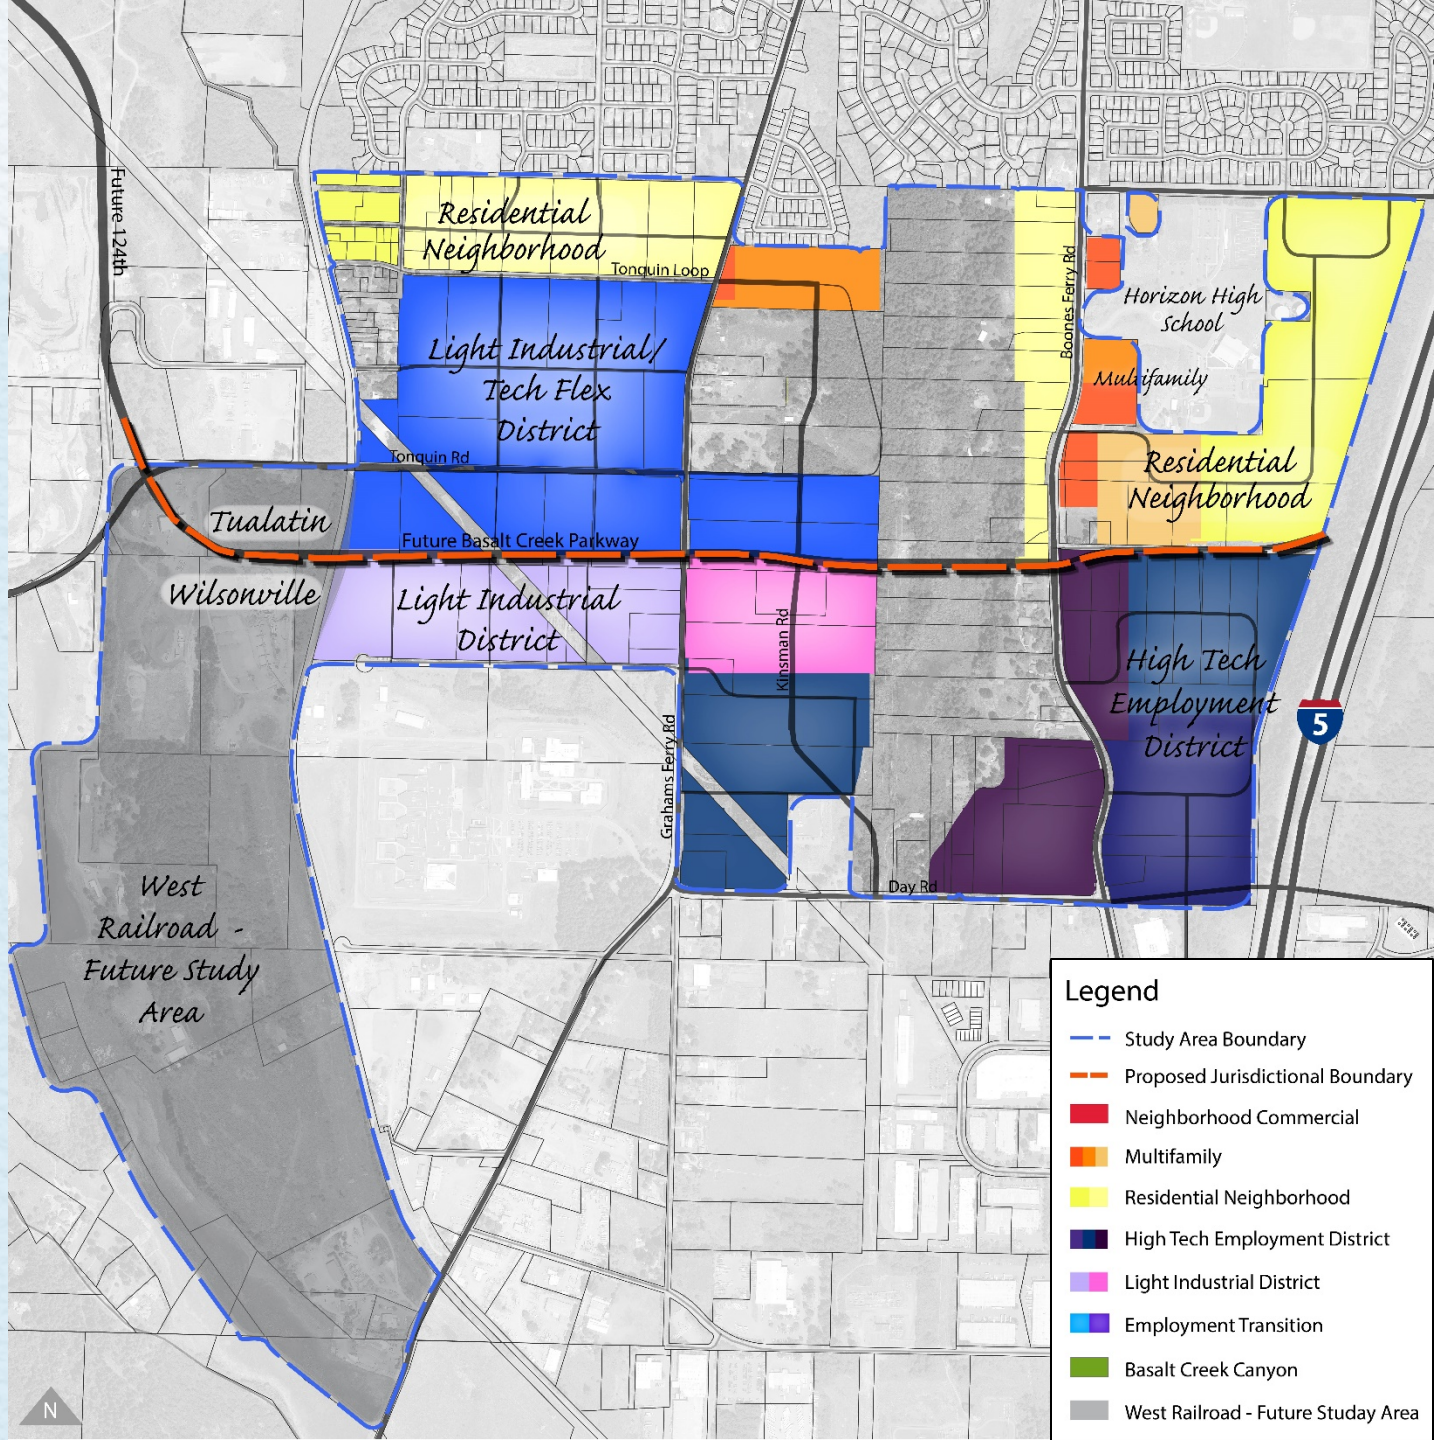 Future 124th
Residential
Neighborhood
Tonquin Loop
Boones Ferry Rd
Horizon High
School
Light Industrial/
Tech Flex
District
Multifamily
Tonquin Rd
Residential
Neighborhood
Tualatin
Future Basalt Creek Parkway
Wilsonville
Light Industrial
District
Kinsman Rd
High Tech
Employment
District
5
Grahams Ferry Rd
Day Rd
West
Railroad -
Future Study
Area
Legend
Study Area Boundary
Proposed Jurisdictional Boundary
Neighborhood Commercial
Multifamily
Residential Neighborhood
High Tech Employment District
Light Industrial District
Employment Transition
Basalt Creek Canyon
West Railroad - Future Studay Area
N